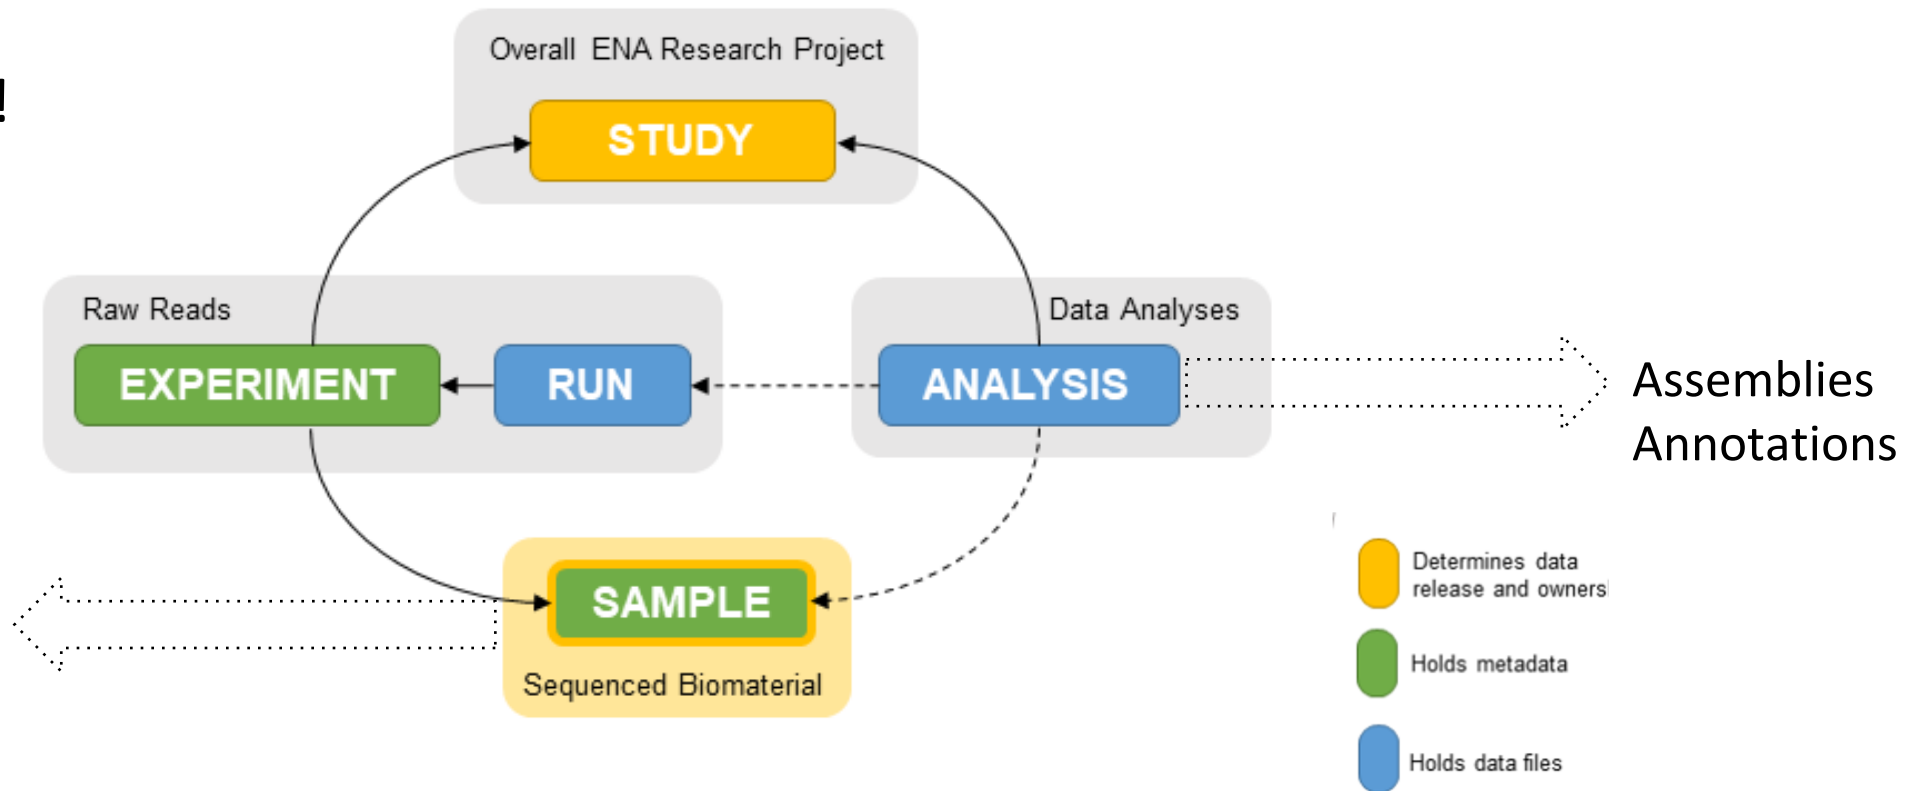 !
Overall ENA Research Project
STUDY
Raw Reads
Data Analyses
EXPERIMENT
RUN
ANALYSIS
Assemblies
Annotations
SAMPLE
Sequenced Biomaterial
Determines data
release and owners
Holds metadata
Holds data files